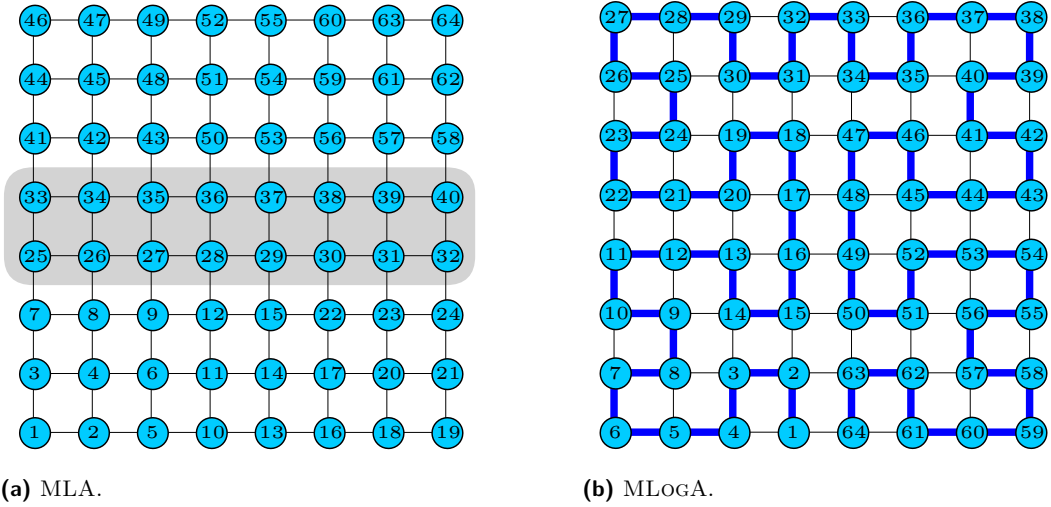 46 47 49 52 55 60 63 64
44 45 48 51 54 59 61 62
41 42 43 50 53 56 57 58
33 34 35 36 37 38 39 40
25 26 27 28 29 30 31 32
7 8 9 12 15 22 23 24
3 4 6 11 14 17 20 21
1 2 5 10 13 16 18 19
(a) MLA.
27 28 29 32 33 36 37 38
26 25 30 31 34 35 40 39
23 24 19 18 47 46 41 42
22 21 20 17 48 45 44 43
11 12 13 16 49 52 53 54
10 9 14 15 50 51 56 55
7 8 3 2 63 62 57 58
6 5 4 1 64 61 60 59
(b) MLOGA.